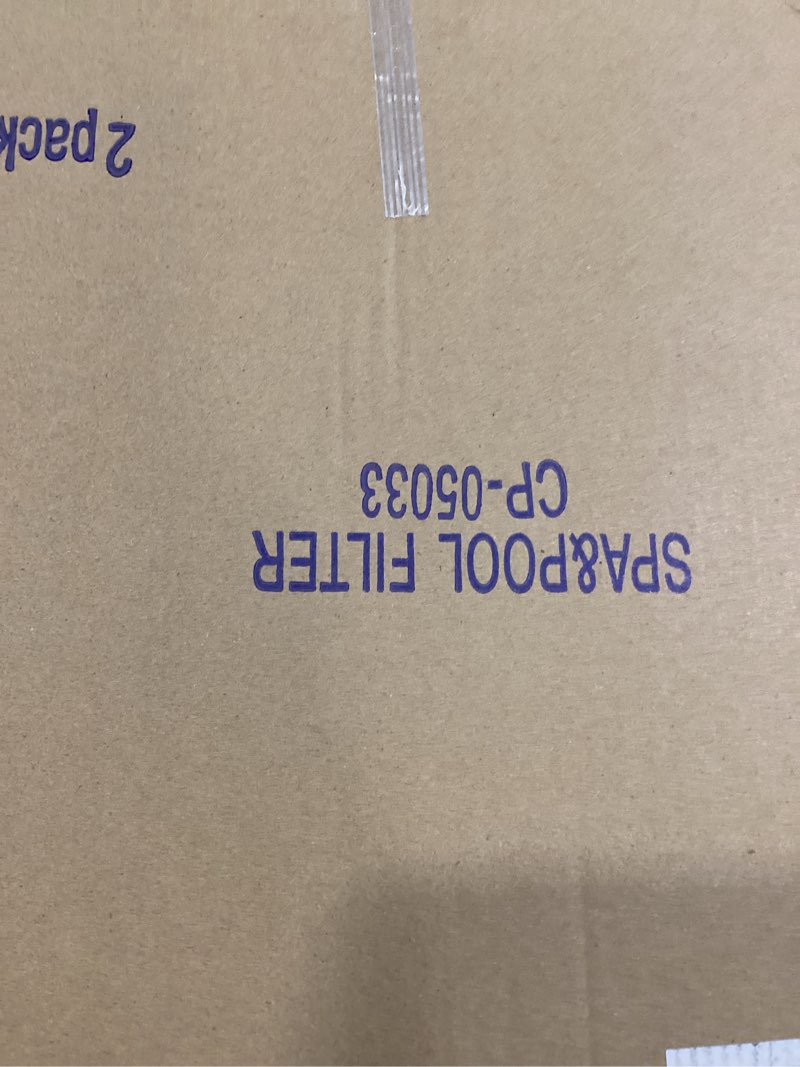 SPA&POOL FILTER
CP-05033
2 pack